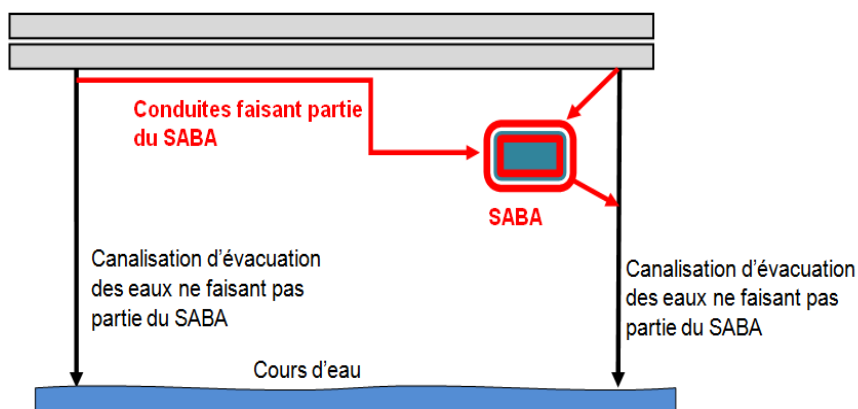 Conduites faisant partie
du SABA
SABA
Canalisation d'évacuation
des eaux ne faisant pas
partie du SABA
Canalisation d'évacuation
des eaux ne faisant pas
partie du SABA
Cours d'eau